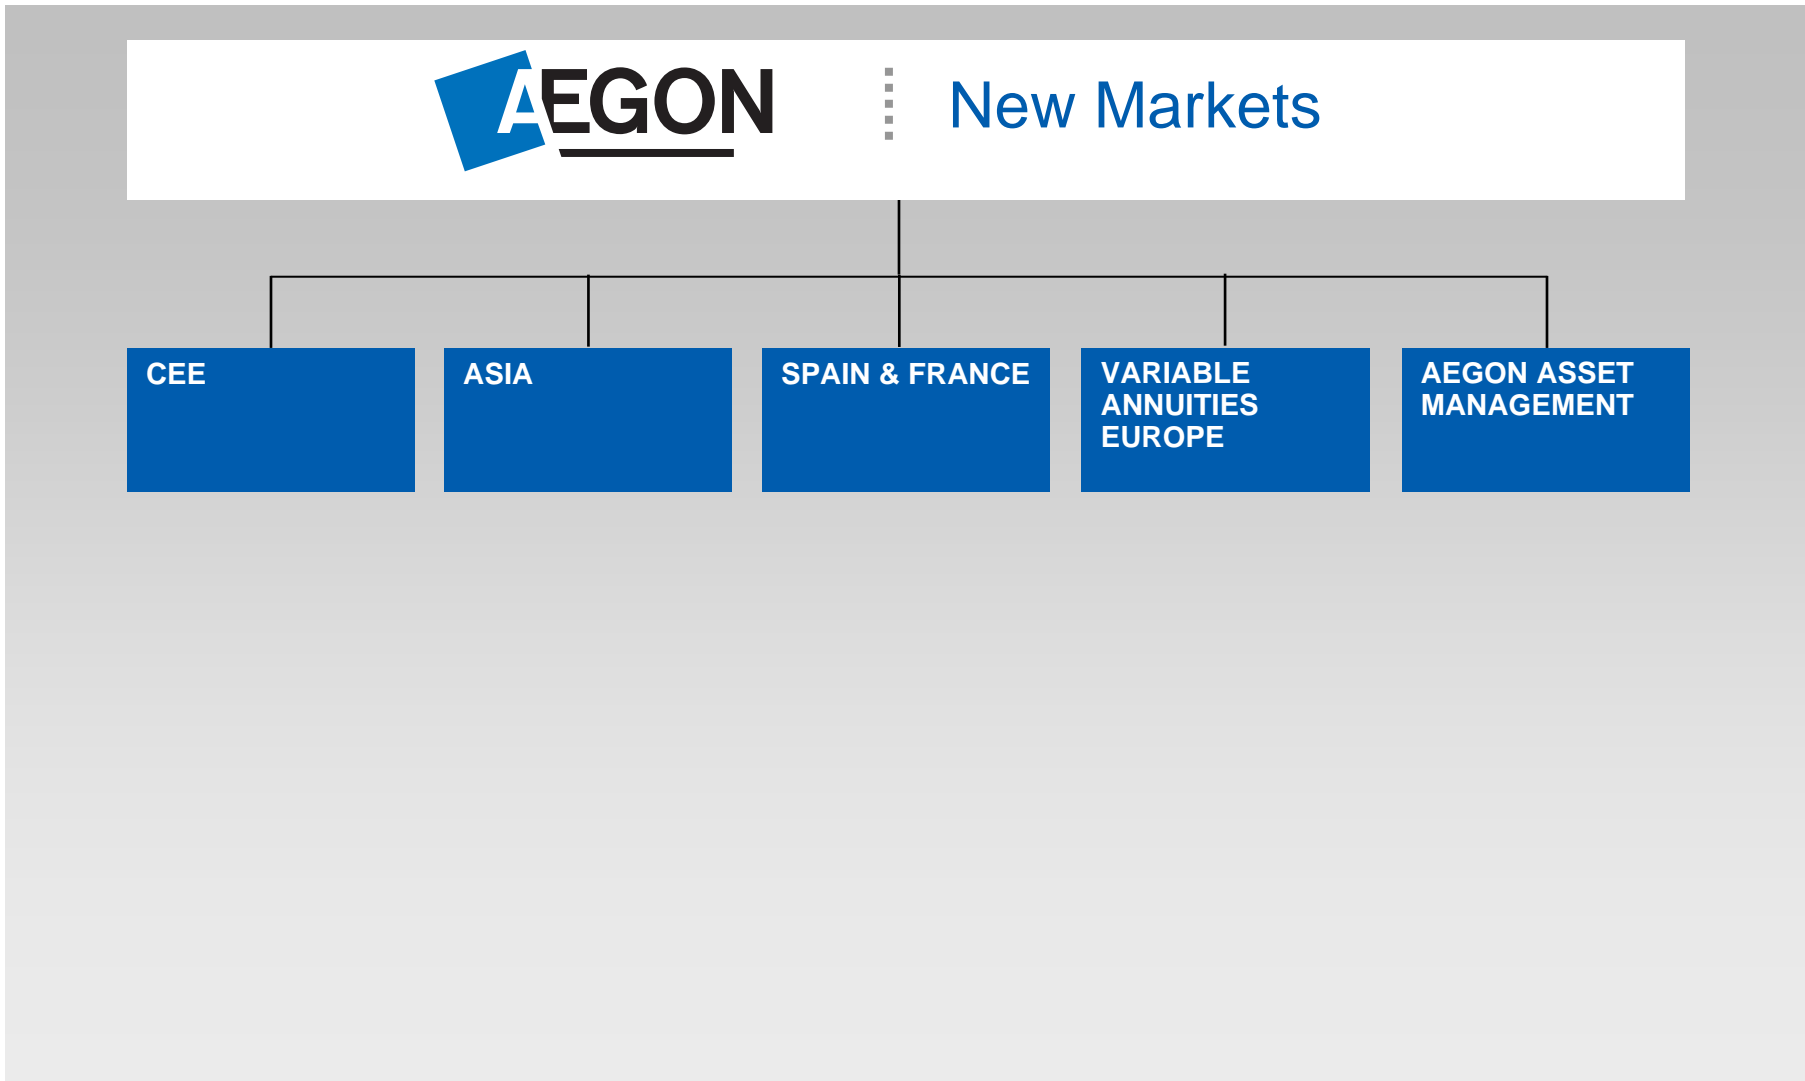 AEGON
New Markets
CEE
ASIA
SPAIN & FRANCE
VARIABLE
ANNUITIES
EUROPE
AEGON ASSET
MANAGEMENT